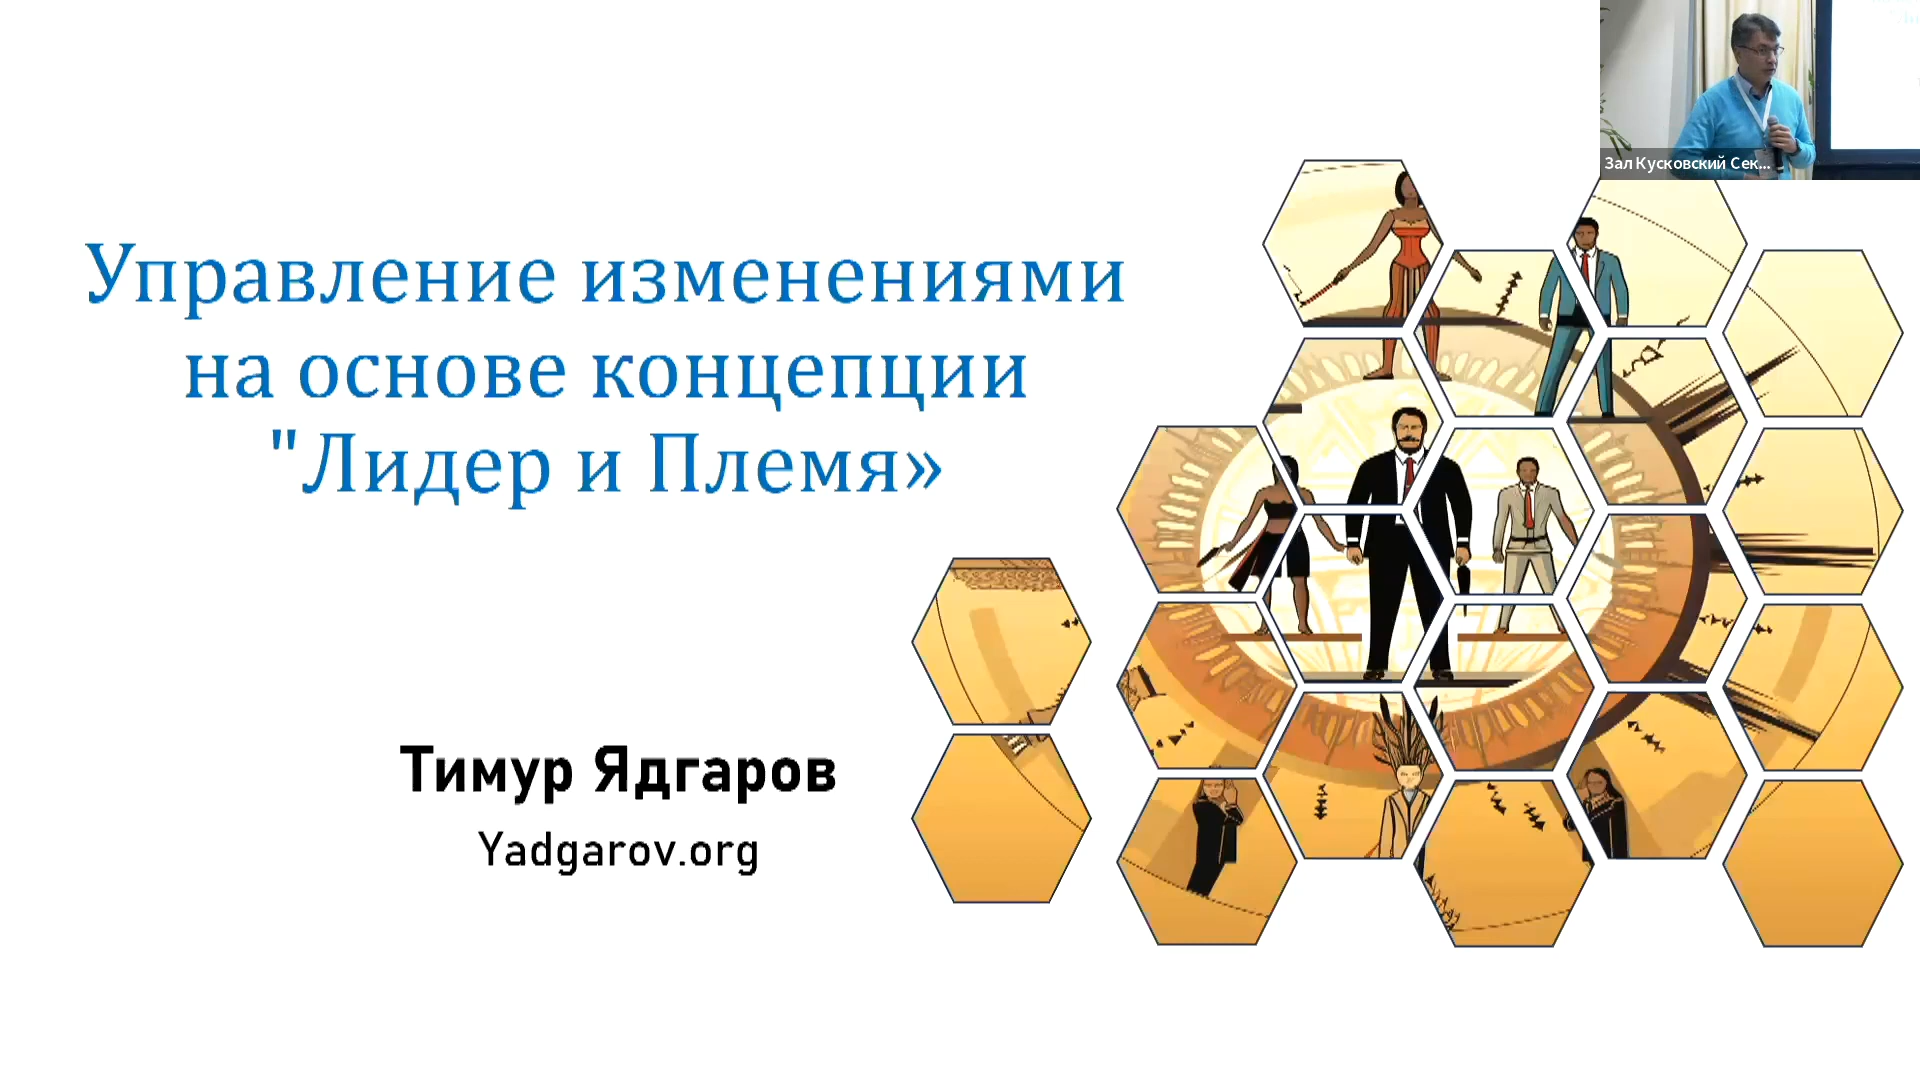 Зал Кусковский Сек...
Управление изменениями
на основе концепции
"Лидер и Племя»
Тимур Ядгаров
Yadgarov.org